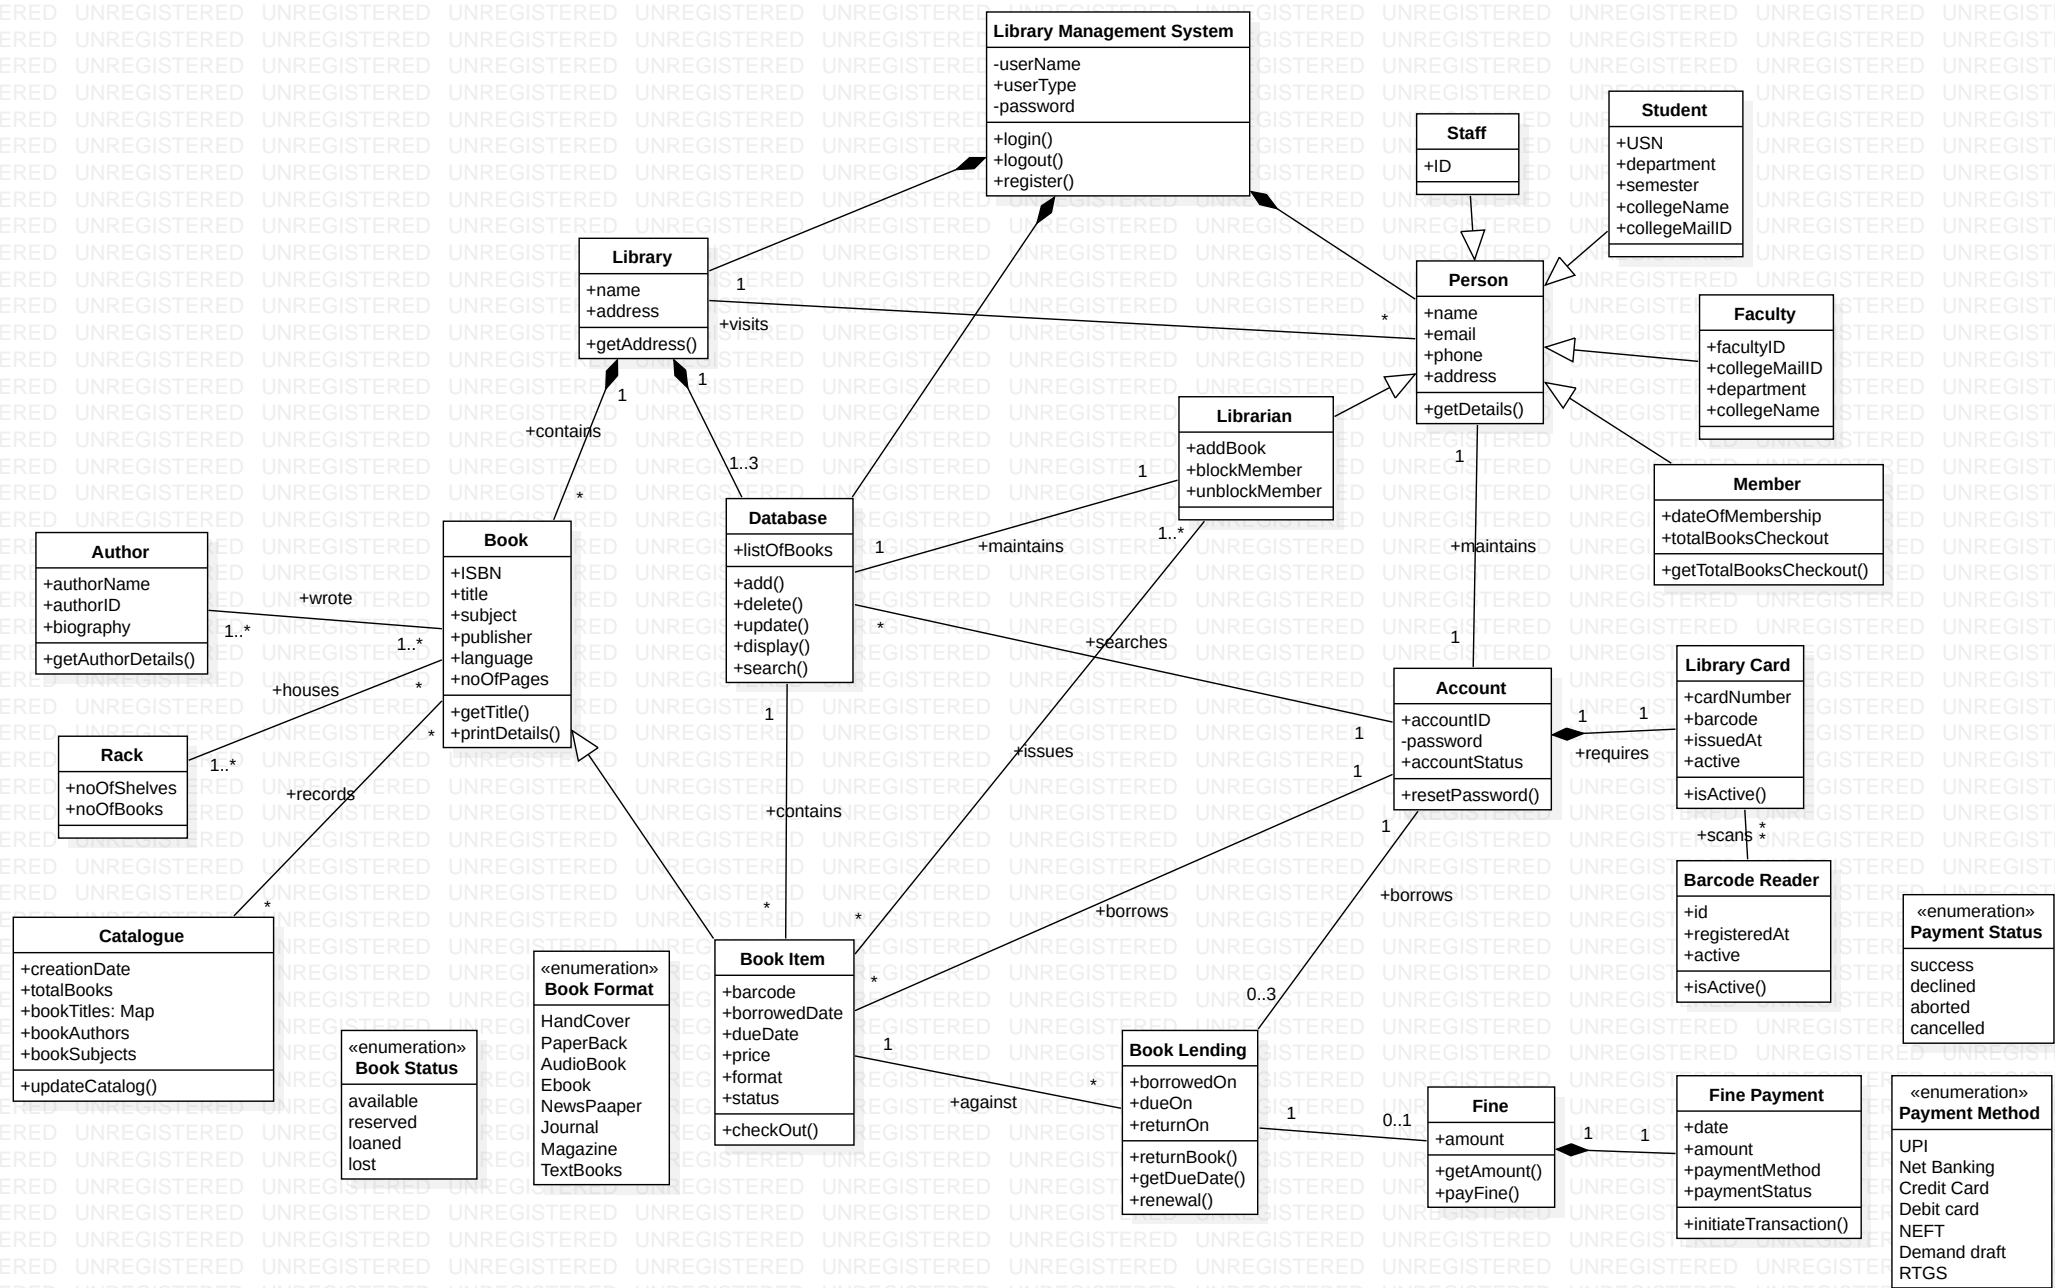 Library Management System
-userName
+userType
-password
+login()
+logout()
+register()
Staff
+ID
Student
+USN
+department
+semester
+collegeName
+collegeMailID
Library
+name
+address
+getAddress()
1
+visits
*
Person
+name
+email
+phone
+address
+getDetails()
Faculty
+facultyID
+collegeMailID
+department
+collegeName
1
+contains
*
1
1..3
Librarian
+addBook
+blockMember
+unblockMember
1
+maintains
1
Member
+dateOfMembership
+totalBooksCheckout
+getTotalBooksCheckout()
Author
+authorName
+authorID
+biography
+getAuthorDetails()
+wrote
1..*
1..*
Book
+ISBN
+title
+subject
+publisher
+language
+noOfPages
+getTitle()
+printDetails()
Database
+listOfBooks
+add()
+delete()
+update()
+display()
+search()
1
+maintains
1
1..*
+issues
*
*
+searches
1
+houses
*
1..*
Rack
+noOfShelves
+noOfBooks
*
+records
*
Account
+accountID
-password
+accountStatus
+resetPassword()
1
1
+requires
Library Card
+cardNumber
+barcode
+issuedAt
+active
+isActive()
+scans
*
*
Barcode Reader
+id
+registeredAt
+active
+isActive()
1
+contains
*
1
+borrows
*
1
+borrows
0..3
Catalogue
+creationDate
+totalBooks
+bookTitles: Map
+bookAuthors
+bookSubjects
+updateCatalog()
«enumeration»
Book Status
available
reserved
loaned
lost
«enumeration»
Book Format
HandCover
PaperBack
AudioBook
Ebook
NewsPaaper
Journal
Magazine
TextBooks
Book Item
+barcode
+borrowedDate
+dueDate
+price
+format
+status
+checkOut()
1
+against
*
Book Lending
+borrowedOn
+dueOn
+returnOn
+returnBook()
+getDueDate()
+renewal()
1
0..1
Fine
+amount
+getAmount()
+payFine()
1
1
Fine Payment
+date
+amount
+paymentMethod
+paymentStatus
+initiateTransaction()
«enumeration»
Payment Status
success
declined
aborted
cancelled
«enumeration»
Payment Method
UPI
Net Banking
Credit Card
Debit card
NEFT
Demand draft
RTGS
UNREGISTERED